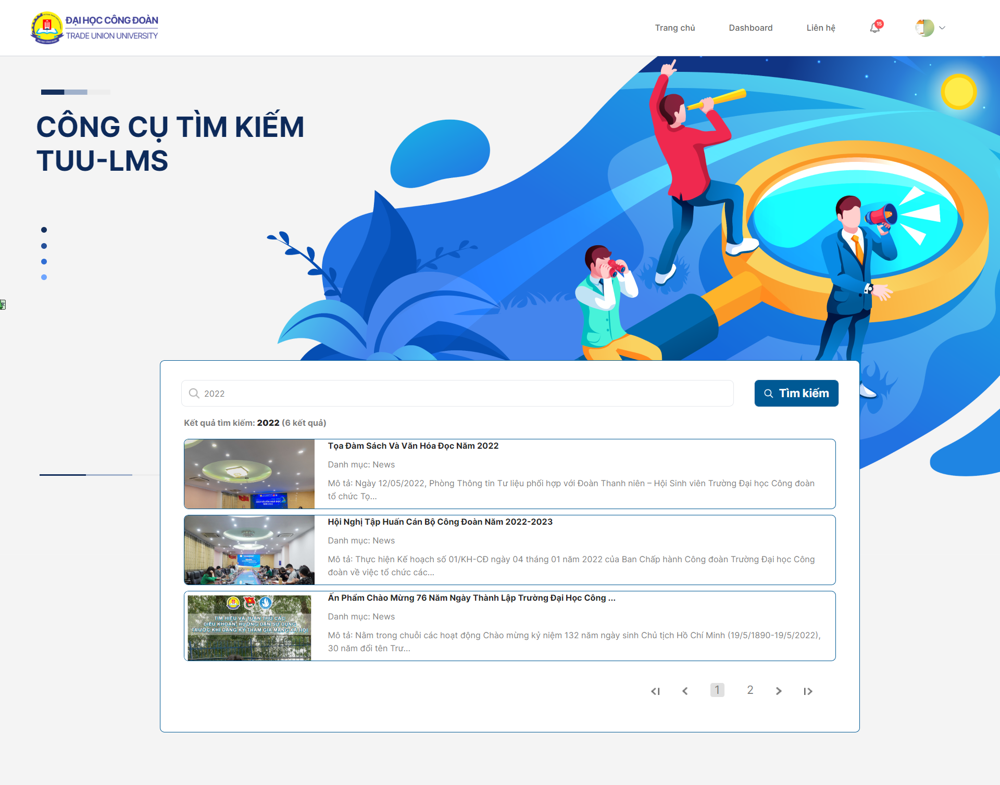 ĐẠI HỌC CÔNG ĐOÀN
TRADE UNION UNIVERSITY
Trang chủ
Dashboard
Liên hệ
15
CÔNG CỤ TÌM KIẾM
TUU-LMS
2022
Tìm kiếm
Kết quả tìm kiếm: 2022 (6 kết quả)
Tọa Đàm Sách Và Văn Hóa Đọc Năm 2022
Danh mục: News
Mô tả: Ngày 12/05/2022, Phòng Thông tin Tư liệu phối hợp với Đoàn Thanh niên – Hội Sinh viên Trường Đại học Công đoàn
tổ chức Tọ...
SÁCH VÀ VĂN HOÁ ĐỌC
NĂM 2022
Hội Nghị Tập Huấn Cán Bộ Công Đoàn Năm 2022-2023
Danh mục: News
Mô tả: Thực hiện Kế hoạch số 01/KH-CĐ ngày 04 tháng 01 năm 2022 của Ban Chấp hành Công đoàn Trường Đại học Công
đoàn về việc tổ chức các...
Ấn Phẩm Chào Mừng 76 Năm Ngày Thành Lập Trường Đại Học Công ...
Danh mục: News
Mô tả: Nằm trong chuỗi các hoạt động Chào mừng kỷ niệm 132 năm ngày sinh Chủ tịch Hồ Chí Minh (19/5/1890-19/5/2022),
30 năm đổi tên Trư...
TÌM HIỂU VÀ TUÂN THỦ CÁC
ĐIỀU KHOẢN, HƯỚNG DẪN SỬ DỤNG
TRƯỚC KHI ĐĂNG KÝ THAM GIA MẠNG XÃ HỘI
1
2